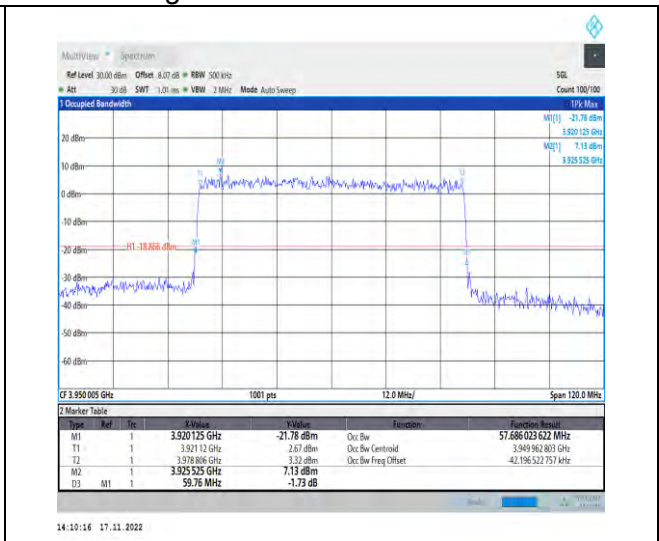 MultiView Spectrum
Ref Level 30.00 dBm Offset 8.07 dB RBW 500 kHz SGL
Att 30 dB SWT 1.01 ms VBW 2 MHz Mode Auto Sweep Count 100/100
1 Occupied Bandwidth 1Pk Max
M1[1] -21.78 dBm
3.920 125 GHz
M2[1] 7.13 dBm
3.925 525 GHz
20 dBm
10 dBm
0 dBm
-10 dBm
-20 dBm
-30 dBm
-40 dBm
-50 dBm
-60 dBm
M2
T1
T2
M1
H1 -18.866 dBm
CF 3.950 005 GHz 1001 pts 12.0 MHz/ Span 120.0 MHz
2 Marker Table
Type Ref Trc X-Value Y-Value Function Function Result
M1 1 3.920125 GHz -21.78 dBm Occ Bw 57.686 023 622 MHz
T1 1 3.921 12 GHz 2.67 dBm Occ Bw Centroid 3.949 962 803 GHz
T2 1 3.978 806 GHz 3.32 dBm Occ Bw Freq Offset -42.196 522 757 kHz
M2 1 3.925 525 GHz 7.13 dBm
D3 M1 1 59.76 MHz -1.73 dB
14:10:16 17.11.2022